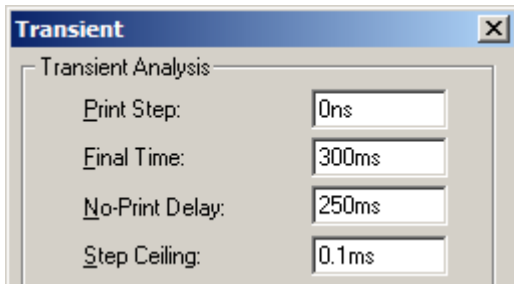 Transient
Transient Analysis
Print Step: 0ns
Final Time: 300ms
No-Print Delay: 250ms
Step Ceiling: 0.1ms